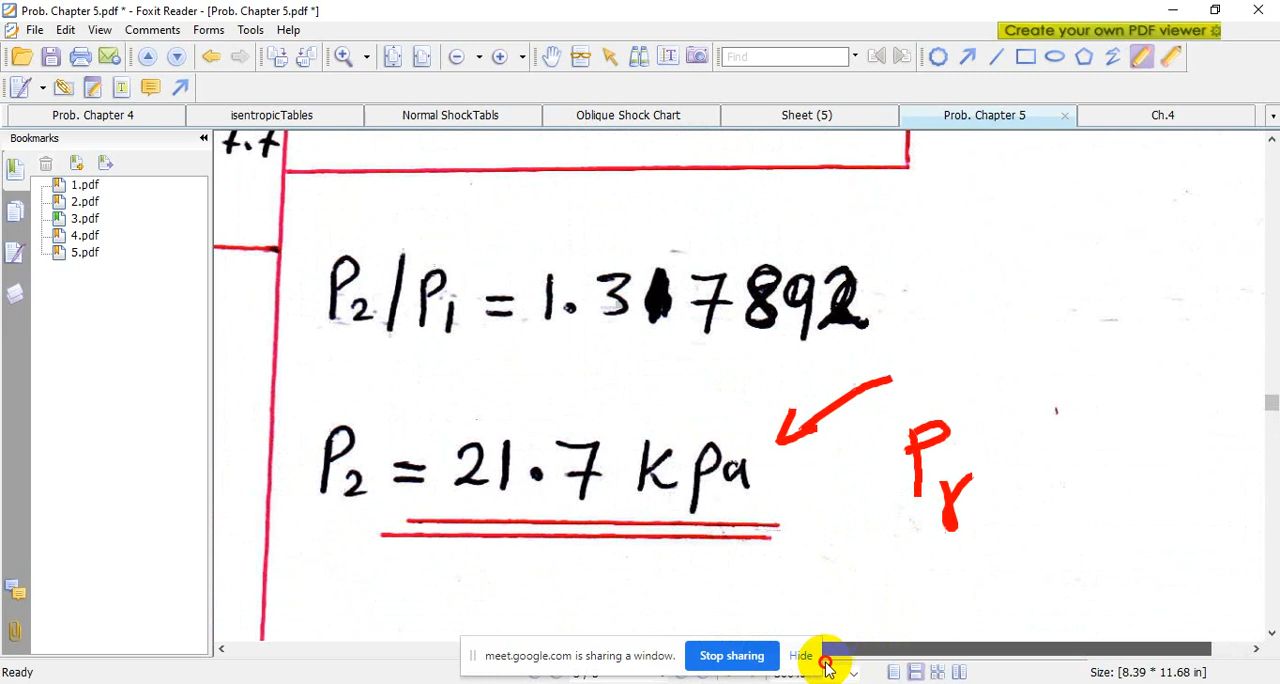 Prob. Chapter 5.pdf * - Foxit Reader - [Prob. Chapter 5.pdf *]
File Edit View Comments Forms Tools Help
Create your own PDF viewer
Find
Prob. Chapter 4 isentropicTables Normal ShockTabls Oblique Shock Chart Sheet (5) Prob. Chapter 5 Ch.4
Bookmarks
1.pdf
2.pdf
3.pdf
4.pdf
5.pdf
P2/P1 = 1.317892
P2 = 21.7 kPa
Pr
meet.google.com is sharing a window. Stop sharing Hide
Ready Size: [8.39 * 11.68 in]